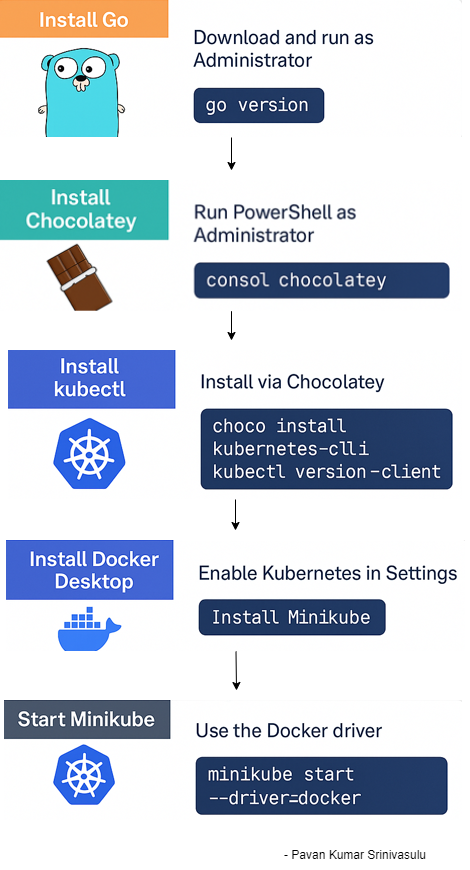 Install Go
Download and run as
Administrator
go version
Install
Chocolatey
Run PowerShell as
Administrator
consol chocolatey
Install
kubectl
Install via Chocolatey
choco install
kubernetes-clli
kubectl version-client
Install Docker
Desktop
Enable Kubernetes in Settings
Install Minikube
Start Minikube
Use the Docker driver
minikube start
--driver=docker
- Pavan Kumar Srinivasulu